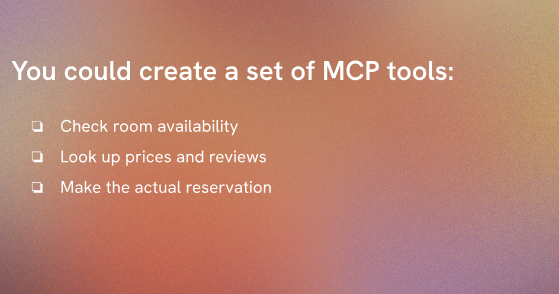 You could create a set of MCP tools:
❏ Check room availability
❏ Look up prices and reviews
❏ Make the actual reservation